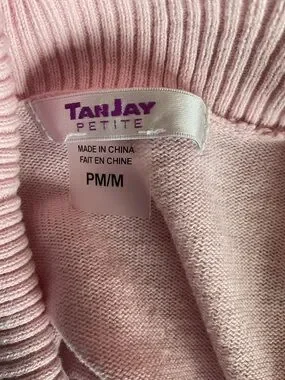 TANJAY
PETITE
MADE IN CHINA
FAIT EN CHINE
PM/M